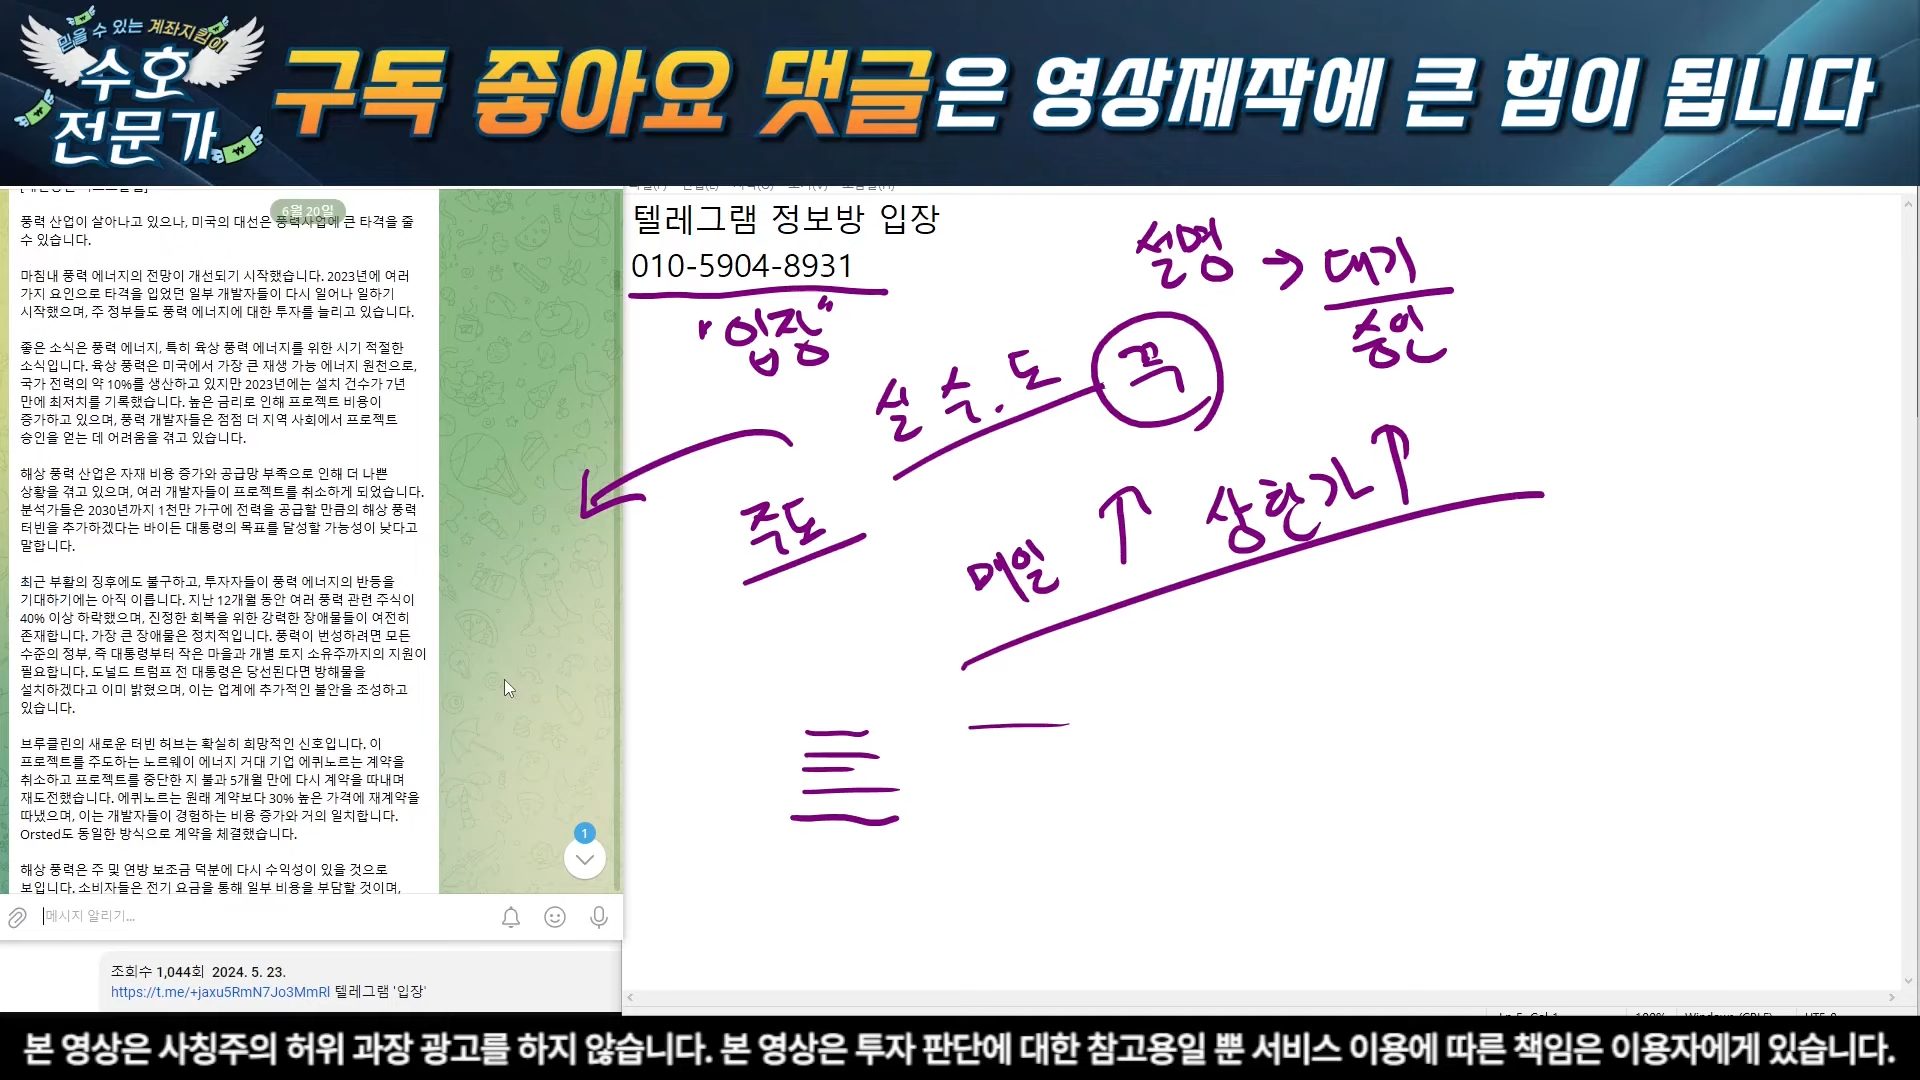 믿을 수 있는 계좌지킴이
수호
전문가
구독 좋아요 댓글은 영상제작에 큰 힘이 됩니다
6월 20일
풍력 산업이 살아나고 있으나, 미국의 대선은 풍력사업에 큰 타격을 줄
수 있습니다.
마침내 풍력 에너지의 전망이 개선되기 시작했습니다. 2023년에 여러
가지 요인으로 타격을 입었던 일부 개발자들이 다시 일어나 일하기
시작했으며, 주 정부들도 풍력 에너지에 대한 투자를 늘리고 있습니다.
좋은 소식은 풍력 에너지, 특히 육상 풍력 에너지를 위한 시기 적절한
소식입니다. 육상 풍력은 미국에서 가장 큰 재생 가능 에너지 원천으로,
국가 전력의 약 10%를 생산하고 있지만 2023년에는 설치 건수가 7년
만에 최저치를 기록했습니다. 높은 금리로 인해 프로젝트 비용이
증가하고 있으며, 풍력 개발자들은 점점 더 지역 사회에서 프로젝트
승인을 얻는 데 어려움을 겪고 있습니다.
해상 풍력 산업은 자재 비용 증가와 공급망 부족으로 인해 더 나쁜
상황을 겪고 있으며, 여러 개발자들이 프로젝트를 취소하게 되었습니다.
분석가들은 2030년까지 1천만 가구에 전력을 공급할 만큼의 해상 풍력
터빈을 추가하겠다는 바이든 대통령의 목표를 달성할 가능성이 낮다고
말합니다.
최근 부활의 징후에도 불구하고, 투자자들이 풍력 에너지의 반등을
기대하기에는 아직 이릅니다. 지난 12개월 동안 여러 풍력 관련 주식이
40% 이상 하락했으며, 진정한 회복을 위한 강력한 장애물들이 여전히
존재합니다. 가장 큰 장애물은 정치적입니다. 풍력이 번성하려면 모든
수준의 정부, 즉 대통령부터 작은 마을과 개별 토지 소유주까지의 지원이
필요합니다. 도널드 트럼프 전 대통령은 당선된다면 방해물을
설치하겠다고 이미 밝혔으며, 이는 업계에 추가적인 불안을 조성하고
있습니다.
브루클린의 새로운 터빈 허브는 확실히 희망적인 신호입니다. 이
프로젝트를 주도하는 노르웨이 에너지 거대 기업 에퀴노르는 계약을
취소하고 프로젝트를 중단한 지 불과 5개월 만에 다시 계약을 따내며
재도전했습니다. 에퀴노르는 원래 계약보다 30% 높은 가격에 재계약을
따냈으며, 이는 개발자들이 경험하는 비용 증가와 거의 일치합니다.
Orsted도 동일한 방식으로 계약을 체결했습니다.
해상 풍력은 주 및 연방 보조금 덕분에 다시 수익성이 있을 것으로
보입니다. 소비자들은 전기 요금을 통해 일부 비용을 부담할 것이며,
1
메시지 알리기...
조회수 1,044회 2024. 5. 23.
https://t.me/+jaxu5RmN7Jo3MmRl 텔레그램 '입장'
텔레그램 정보방 입장
010-5904-8931
"입장"
설명 → 대기
승인
실 수.도 꼭
주도
매일 ↑ 상한가 ↑
본 영상은 사칭주의 허위 과장 광고를 하지 않습니다. 본 영상은 투자 판단에 대한 참고용일 뿐 서비스 이용에 따른 책임은 이용자에게 있습니다.